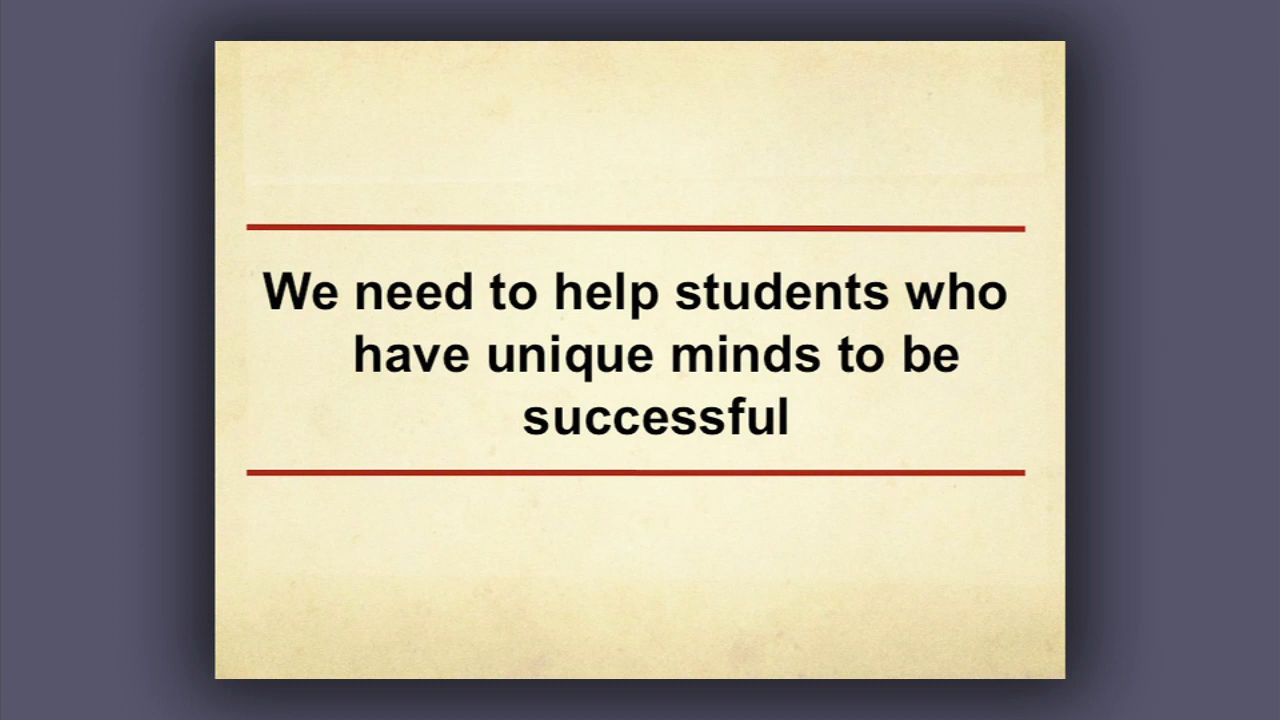 We need to help students who
have unique minds to be
successful